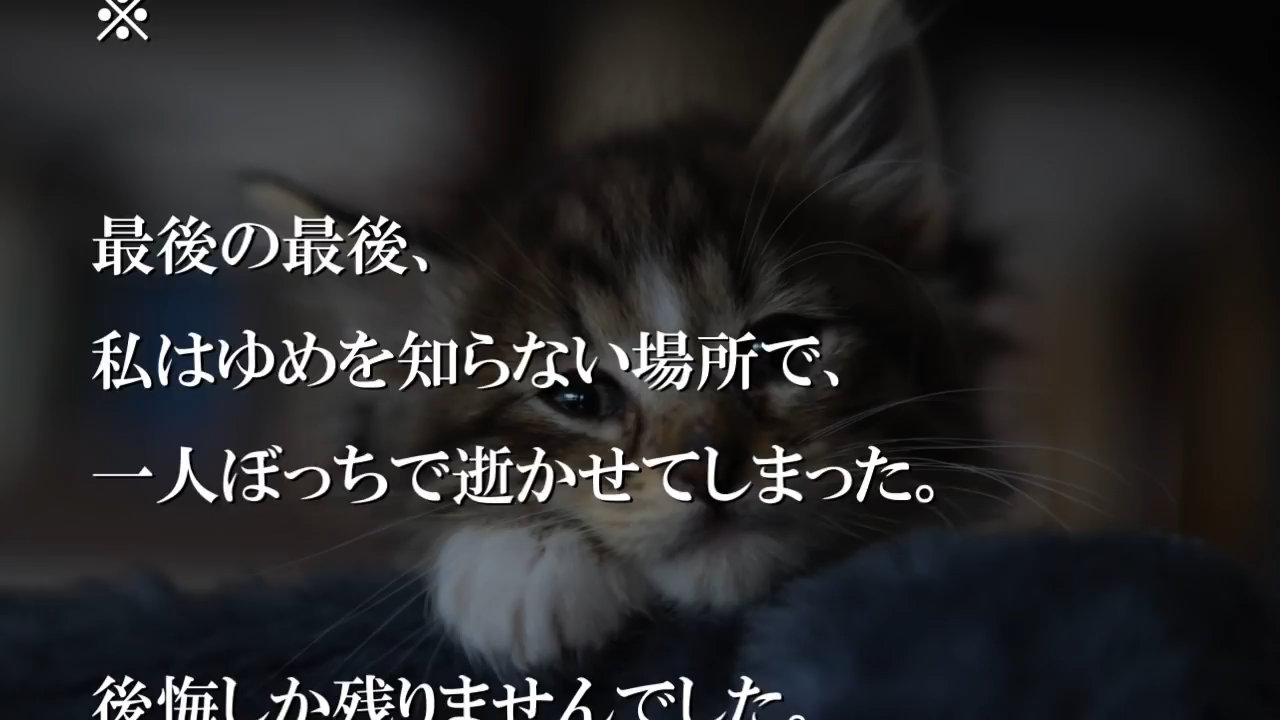 ※
最後の最後、
私はゆめを知らない場所で、
一人ぼっちで逝かせてしまった。
後悔しか残りませんでした。